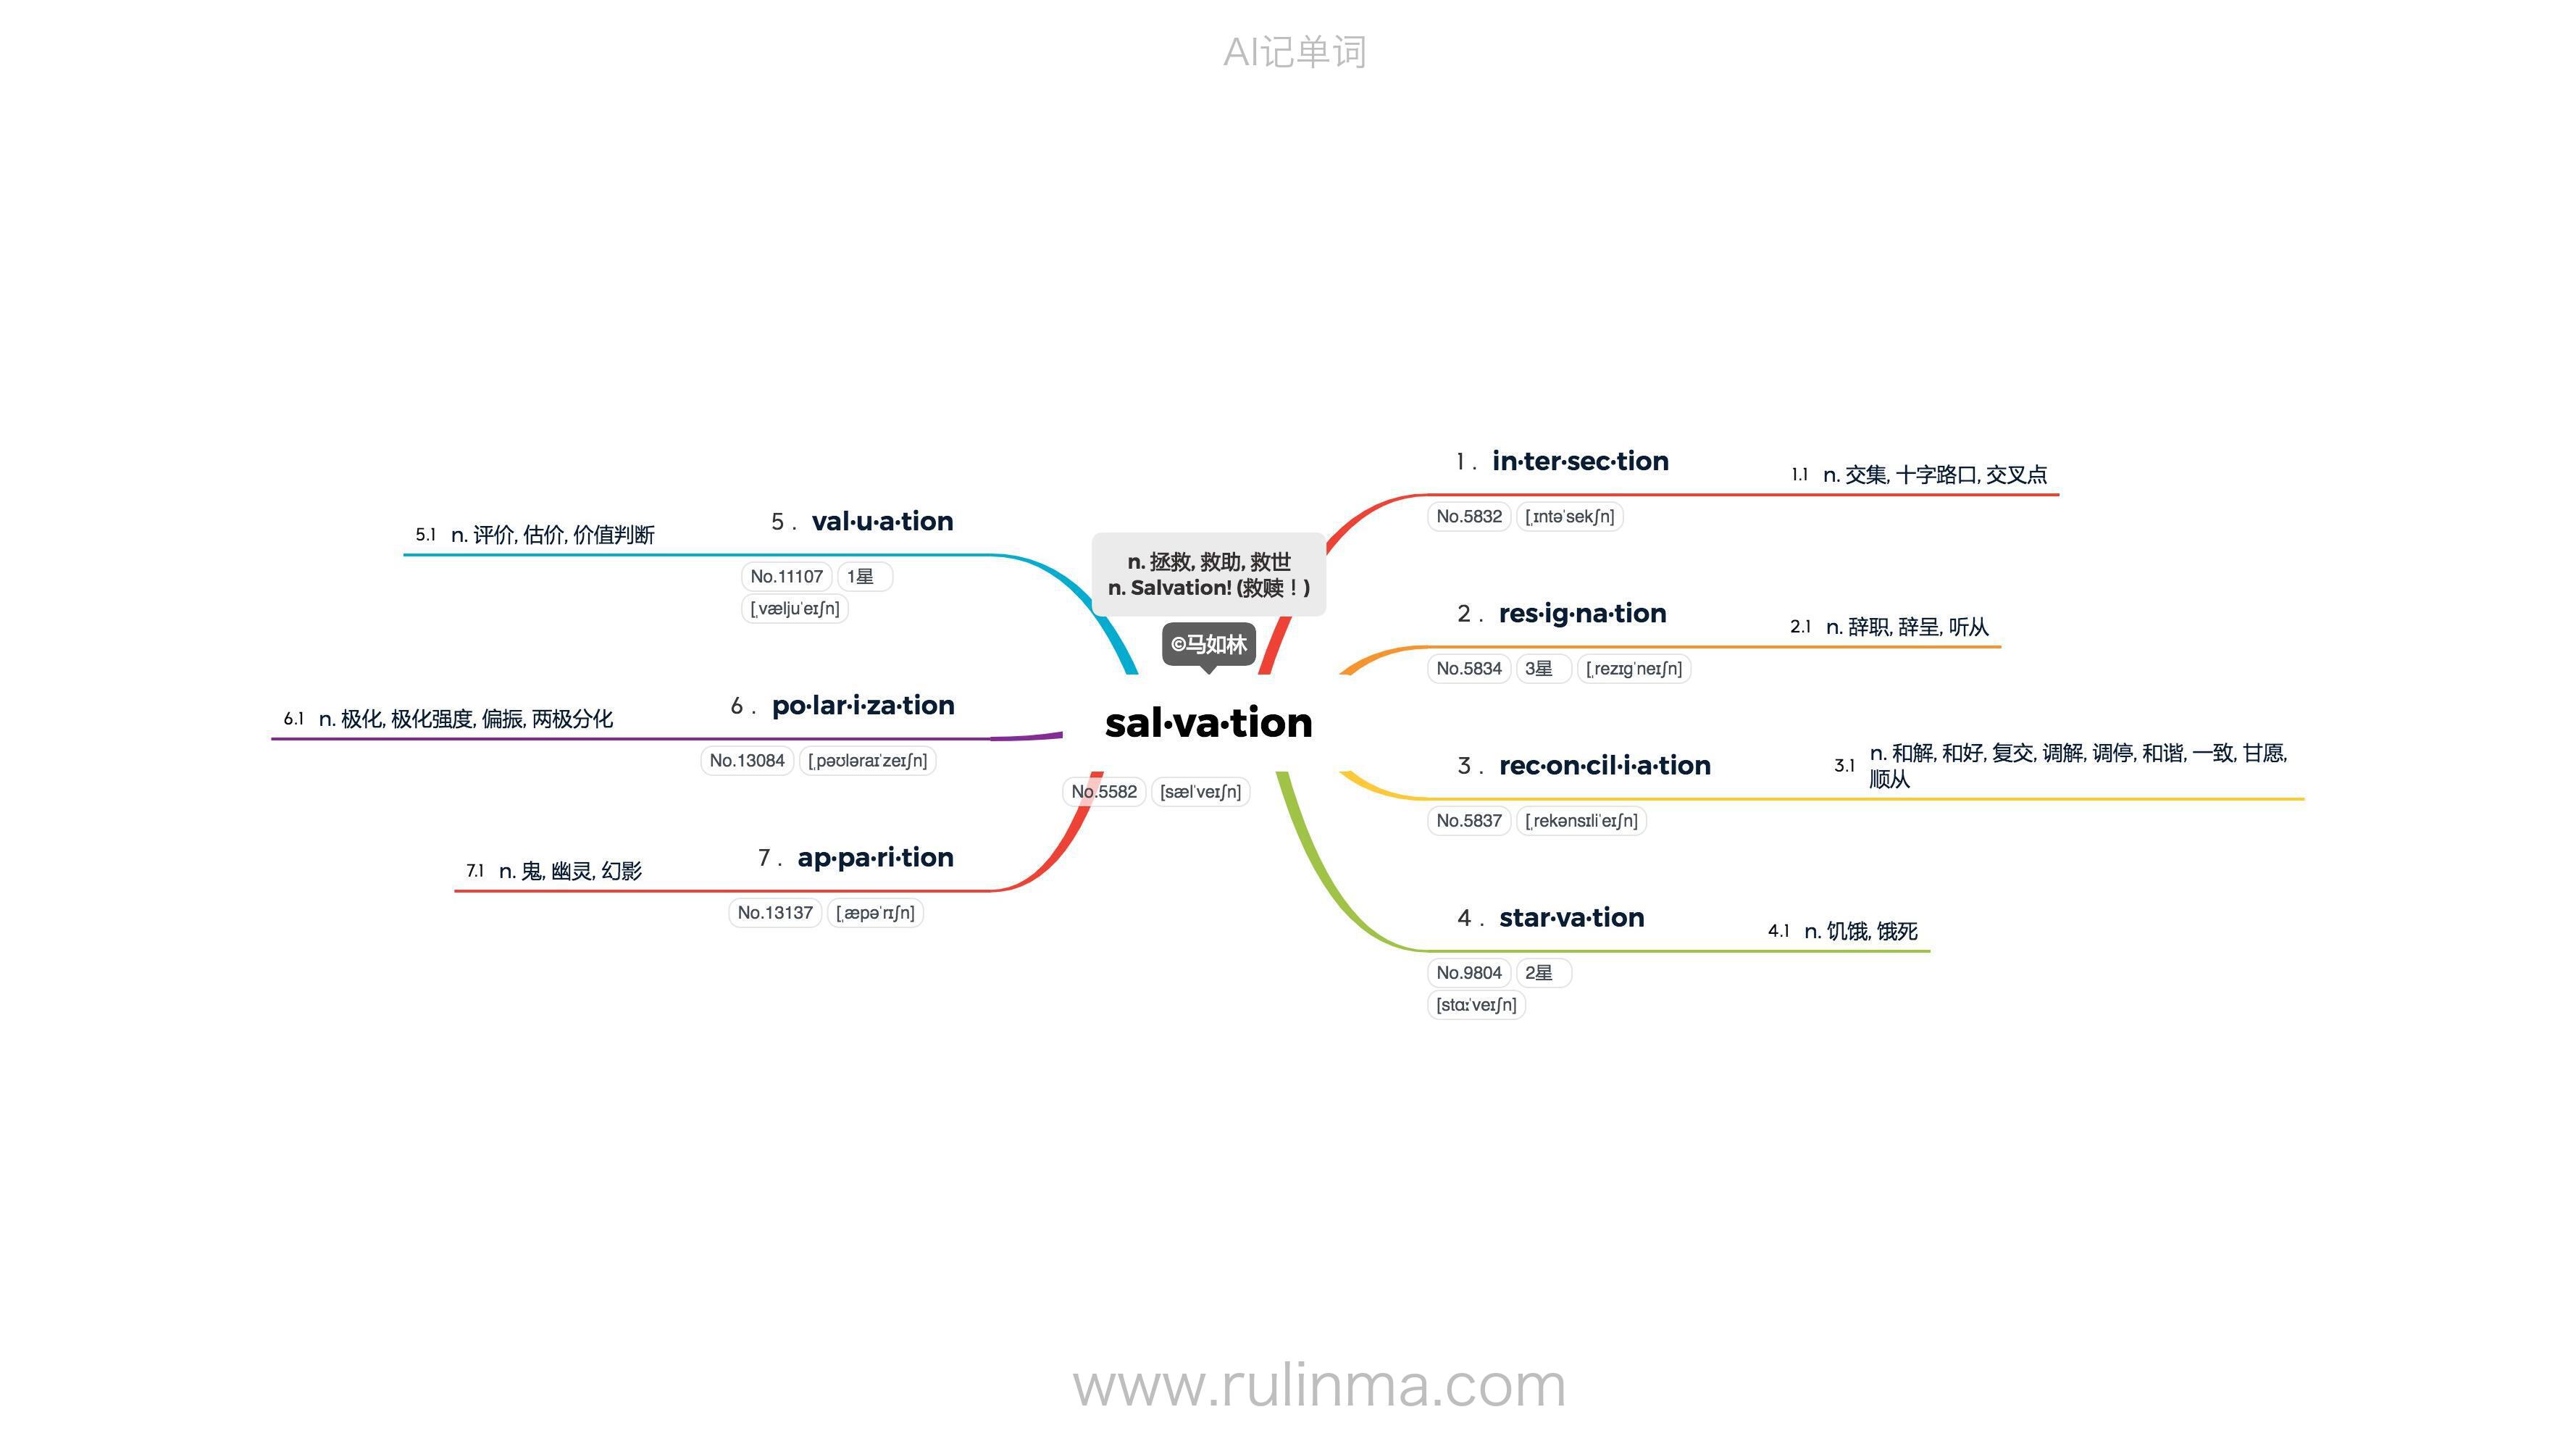 AI记单词
n. 拯救, 救助, 救世
n. Salvation! (救赎！)
©马如林
sal·va·tion
No.5582 [sælˈveɪʃn]
1 . in·ter·sec·tion
No.5832 [ˌɪntəˈsekʃn]
1.1 n. 交集, 十字路口, 交叉点
2 . res·ig·na·tion
No.5834 3星 [ˌrezɪɡˈneɪʃn]
2.1 n. 辞职, 辞呈, 听从
3 . rec·on·cil·i·a·tion
No.5837 [ˌrekənsɪliˈeɪʃn]
3.1 n. 和解, 和好, 复交, 调解, 调停, 和谐, 一致, 甘愿,
顺从
4 . star·va·tion
No.9804 2星
[stɑːˈveɪʃn]
4.1 n. 饥饿, 饿死
5 . val·u·a·tion
No.11107 1星
[ˌvæljuˈeɪʃn]
5.1 n. 评价, 估价, 价值判断
6 . po·lar·i·za·tion
No.13084 [ˌpəʊləraɪˈzeɪʃn]
6.1 n. 极化, 极化强度, 偏振, 两极分化
7 . ap·pa·ri·tion
No.13137 [ˌæpəˈrɪʃn]
7.1 n. 鬼, 幽灵, 幻影
www.rulinma.com